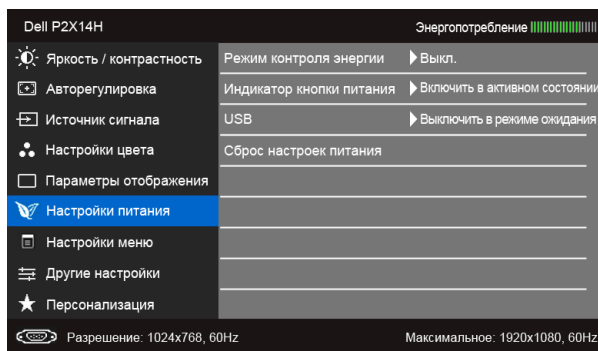 Dell P2X14H Энергопотребление
Яркость / контрастность Режим контроля энергии Выкл.
Авторегулировка Индикатор кнопки питания Включить в активном состоянии
Источник сигнала USB Выключить в режиме ожидания
Настройки цвета Сброс настроек питания
Параметры отображения
Настройки питания
Настройки меню
Другие настройки
Персонализация
Разрешение: 1024x768, 60Hz Максимальное: 1920x1080, 60Hz